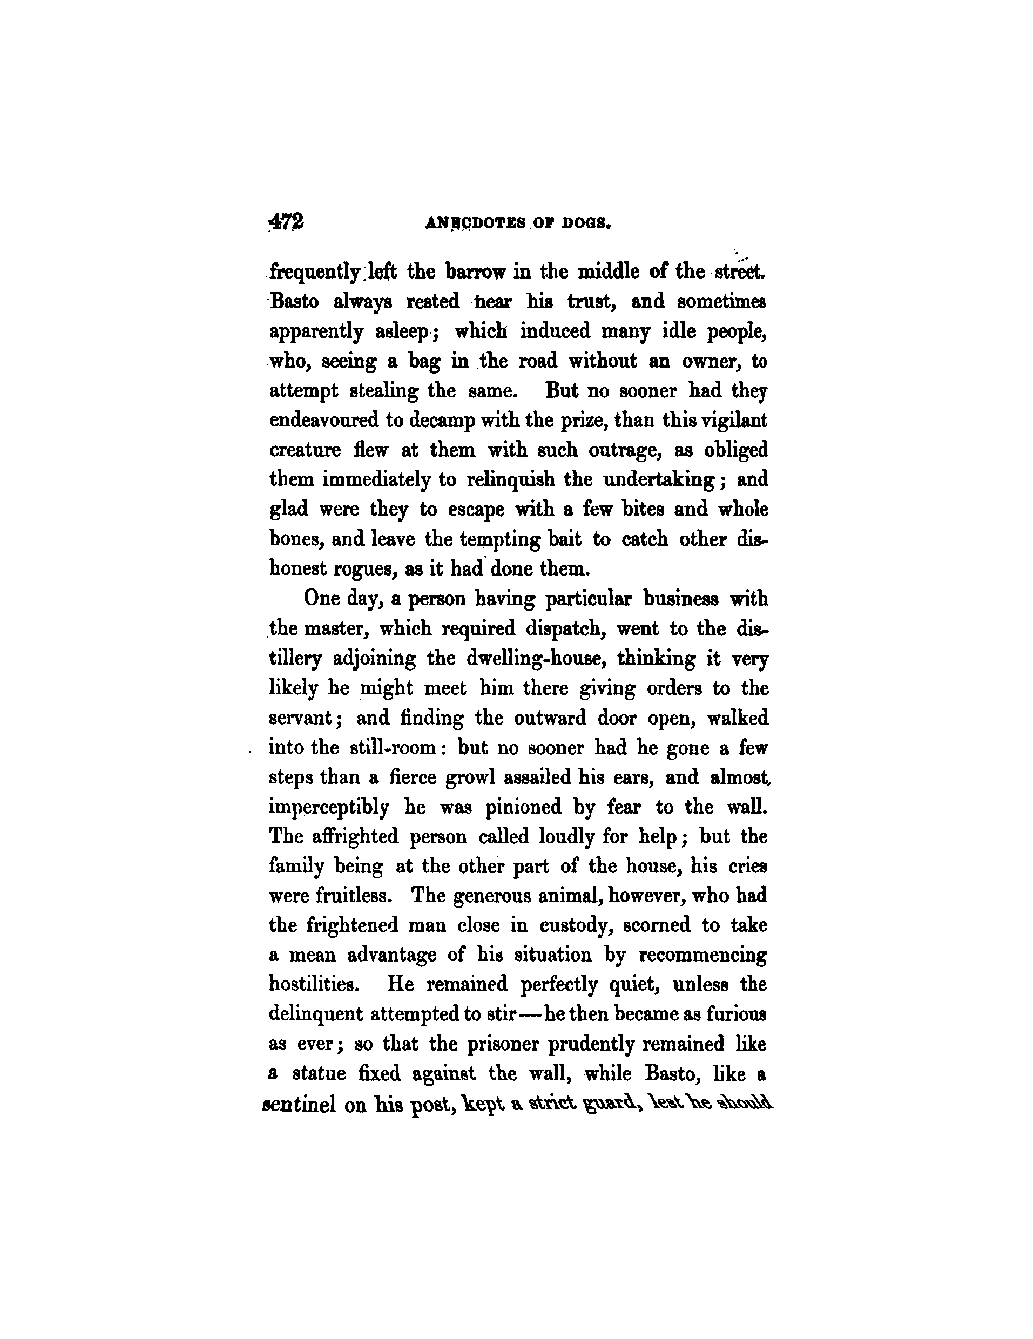 472 ANECDOTES OF DOGS.
frequently left the barrow in the middle of the street.
Basto always rested near his trust, and sometimes
apparently asleep; which induced many idle people,
who, seeing a bag in the road without an owner, to
attempt stealing the same. But no sooner had they
endeavoured to decamp with the prize, than this vigilant
creature flew at them with such outrage, as obliged
them immediately to relinquish the undertaking; and
glad were they to escape with a few bites and whole
bones, and leave the tempting bait to catch other dis-
honest rogues, as it had done them.
One day, a person having particular business with
the master, which required dispatch, went to the dis-
tillery adjoining the dwelling-house, thinking it very
likely he might meet him there giving orders to the
servant; and finding the outward door open, walked
into the still-room: but no sooner had he gone a few
steps than a fierce growl assailed his ears, and almost
imperceptibly he was pinioned by fear to the wall.
The affrighted person called loudly for help; but the
family being at the other part of the house, his cries
were fruitless. The generous animal, however, who had
the frightened man close in custody, scorned to take
a mean advantage of his situation by recommencing
hostilities. He remained perfectly quiet, unless the
delinquent attempted to stir—he then became as furious
as ever; so that the prisoner prudently remained like
a statue fixed against the wall, while Basto, like a
sentinel on his post, kept a strict guard, lest he should